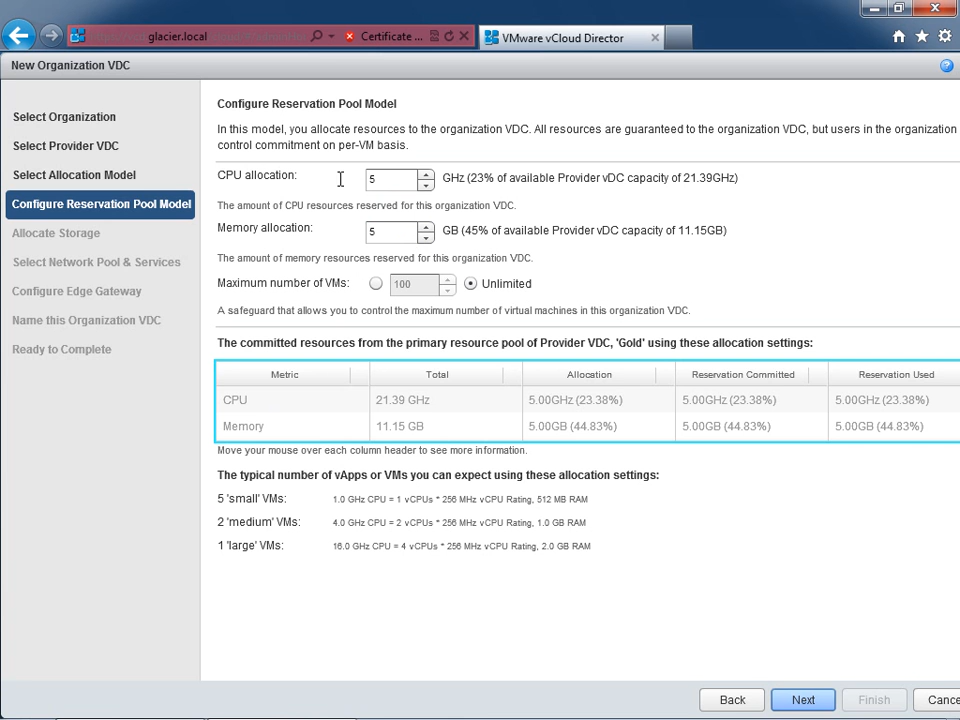 glacier.local
Certificate ...
VMware vCloud Director
New Organization VDC
Select Organization
Select Provider VDC
Select Allocation Model
Configure Reservation Pool Model
Allocate Storage
Select Network Pool & Services
Configure Edge Gateway
Name this Organization VDC
Ready to Complete
Configure Reservation Pool Model
In this model, you allocate resources to the organization VDC. All resources are guaranteed to the organization VDC, but users in the organization
control commitment on per-VM basis.
CPU allocation: 5 GHz (23% of available Provider vDC capacity of 21.39GHz)
The amount of CPU resources reserved for this organization VDC.
Memory allocation: 5 GB (45% of available Provider vDC capacity of 11.15GB)
The amount of memory resources reserved for this organization VDC.
Maximum number of VMs: 100 Unlimited
A safeguard that allows you to control the maximum number of virtual machines in this organization VDC.
The committed resources from the primary resource pool of Provider VDC, 'Gold' using these allocation settings:
Metric Total Allocation Reservation Committed Reservation Used
CPU 21.39 GHz 5.00GHz (23.38%) 5.00GHz (23.38%) 5.00GHz (23.38%)
Memory 11.15 GB 5.00GB (44.83%) 5.00GB (44.83%) 5.00GB (44.83%)
Move your mouse over each column header to see more information.
The typical number of vApps or VMs you can expect using these allocation settings:
5 'small' VMs: 1.0 GHz CPU = 1 vCPUs * 256 MHz vCPU Rating, 512 MB RAM
2 'medium' VMs: 4.0 GHz CPU = 2 vCPUs * 256 MHz vCPU Rating, 1.0 GB RAM
1 'large' VMs: 16.0 GHz CPU = 4 vCPUs * 256 MHz vCPU Rating, 2.0 GB RAM
Back Next Finish Cance